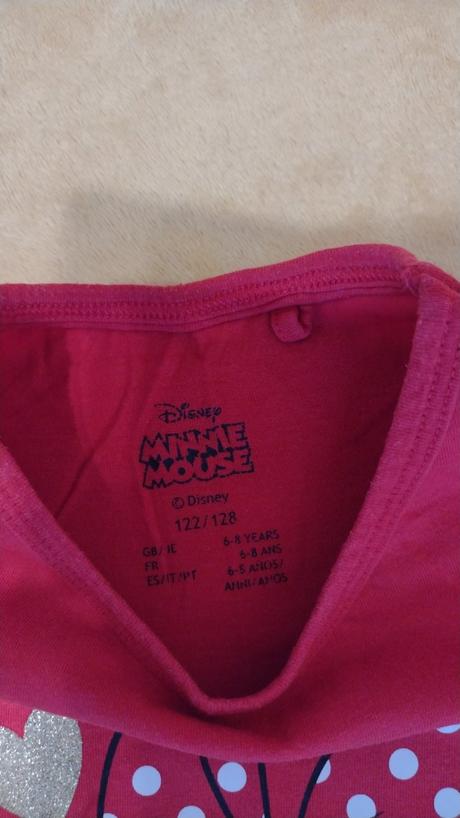 Disney
MINNIE
MOUSE
© Disney
122/128
GB/IE 6-8 YEARS
FR 6-8 ANS
ES/IT/PT 6-8 ANOS/
ANNI/ANOS